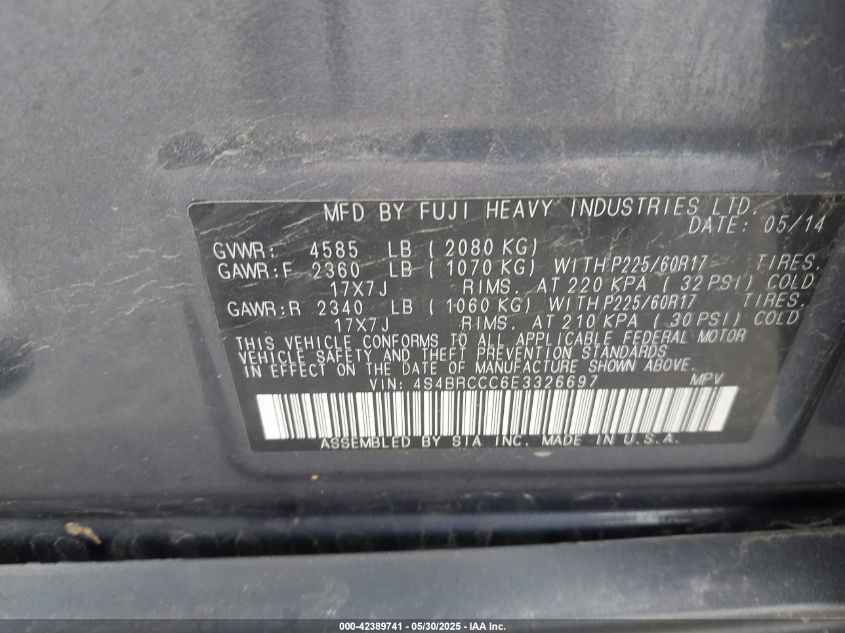 MFD BY FUJI HEAVY INDUSTRIES LTD.
DATE: 05/14
GVWR: 4585 LB (2080 KG)
GAWR:F 2360 LB (1070 KG) WITH P225/60R17 TIRES.
17X7J RIMS. AT 220 KPA (32 PSI) COLD
GAWR:R 2340 LB (1060 KG) WITH P225/60R17 TIRES.
17X7J RIMS. AT 210 KPA (30 PSI) COLD
THIS VEHICLE CONFORMS TO ALL APPLICABLE FEDERAL MOTOR
VEHICLE SAFETY AND THEFT PREVENTION STANDARDS
IN EFFECT ON THE DATE OF MANUFACTURE SHOWN ABOVE.
VIN: 4S4BRCCC6E3326697 MPV
ASSEMBLED BY SIA INC. MADE IN U.S.A.
000-42389741 - 05/30/2025 - IAA Inc.